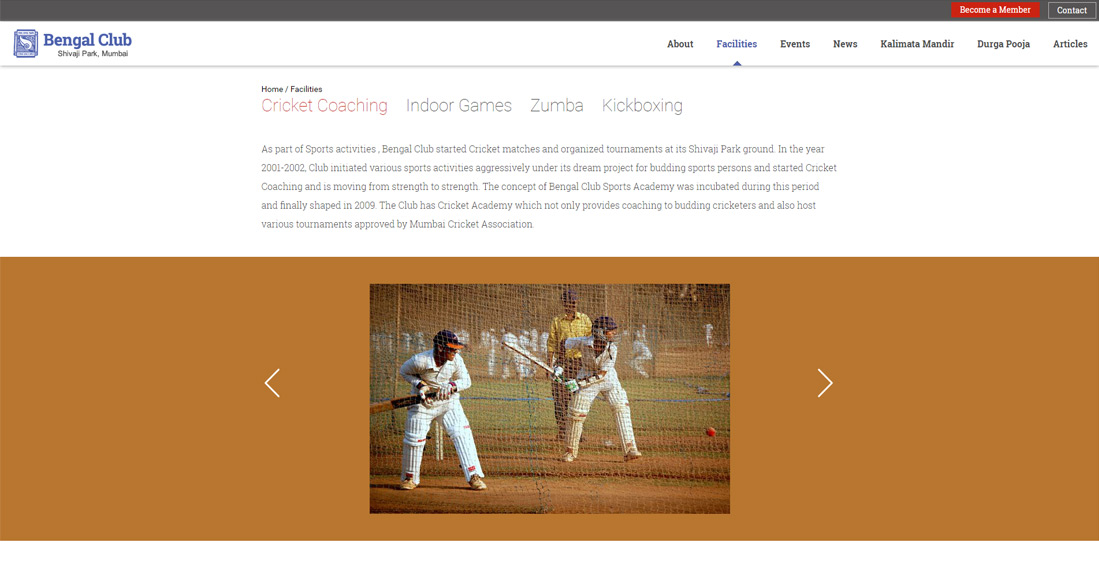 Become a Member Contact
Bengal Club
Shivaji Park, Mumbai
About Facilities Events News Kalimata Mandir Durga Pooja Articles
Home / Facilities
Cricket Coaching Indoor Games Zumba Kickboxing
As part of Sports activities , Bengal Club started Cricket matches and organized tournaments at its Shivaji Park ground. In the year
2001-2002, Club initiated various sports activities aggressively under its dream project for budding sports persons and started Cricket
Coaching and is moving from strength to strength. The concept of Bengal Club Sports Academy was incubated during this period
and finally shaped in 2009. The Club has Cricket Academy which not only provides coaching to budding cricketers and also host
various tournaments approved by Mumbai Cricket Association.